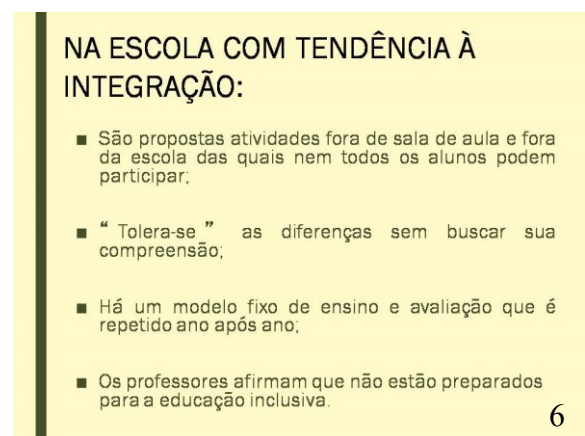 NA ESCOLA COM TENDÊNCIA À
INTEGRAÇÃO:
■ São propostas atividades fora de sala de aula e fora
da escola das quais nem todos os alunos podem
participar;
■ “ Tolera-se ” as diferenças sem buscar sua
compreensão;
■ Há um modelo fixo de ensino e avaliação que é
repetido ano após ano;
■ Os professores afirmam que não estão preparados
para a educação inclusiva.
6